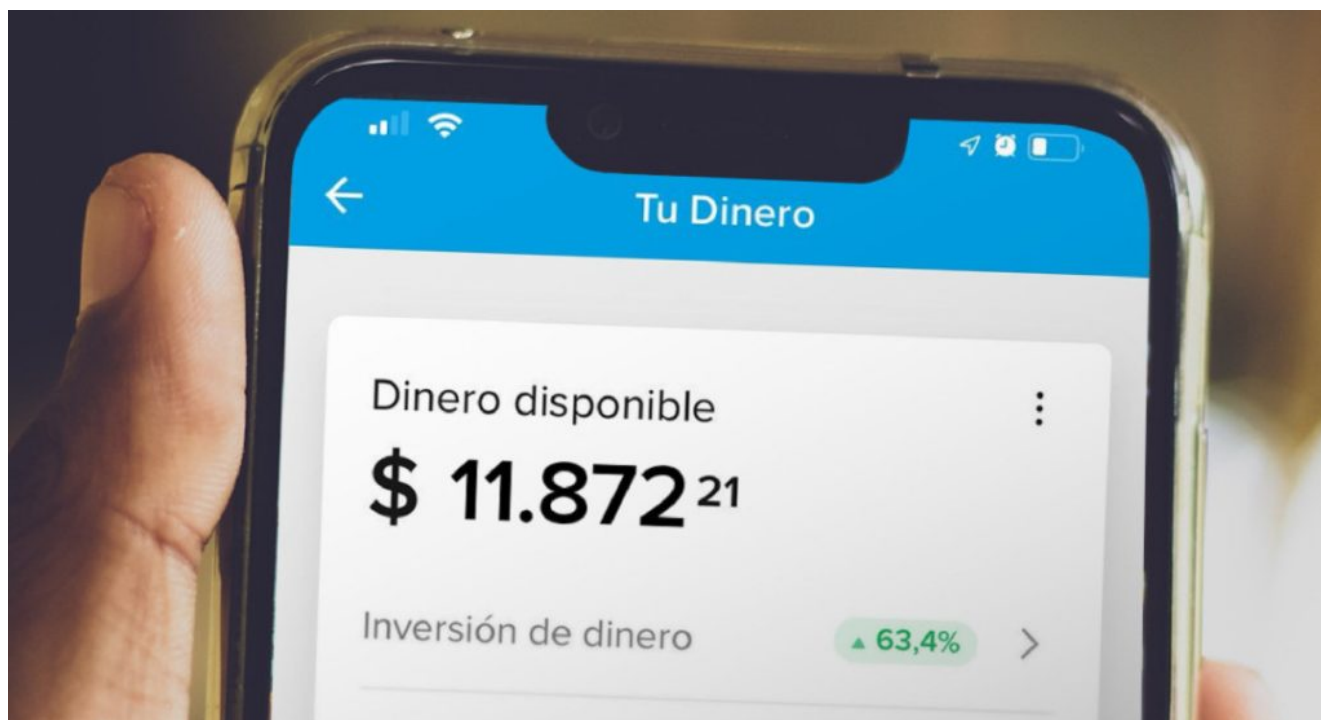 Tu Dinero
Dinero disponible
$ 11.872 21
Inversión de dinero ▲ 63,4%